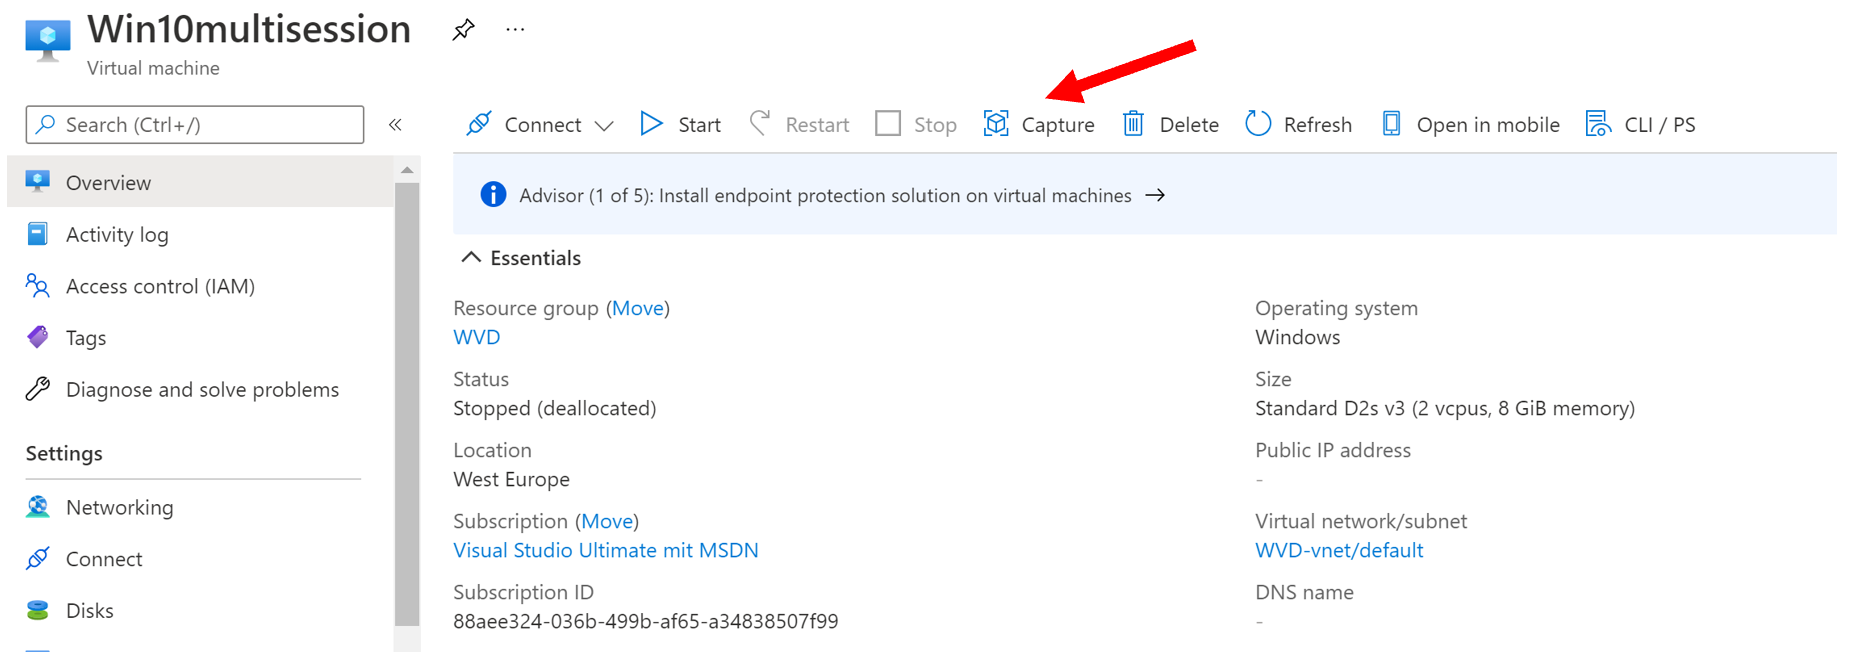 Win10multisession
...
Virtual machine
Search (Ctrl+/)
«
Connect Start Restart Stop Capture Delete Refresh Open in mobile CLI / PS
Overview
Activity log
Access control (IAM)
Tags
Diagnose and solve problems
Settings
Networking
Connect
Disks
Advisor (1 of 5): Install endpoint protection solution on virtual machines →
Essentials
Resource group (Move)
WVD
Status
Stopped (deallocated)
Location
West Europe
Subscription (Move)
Visual Studio Ultimate mit MSDN
Subscription ID
88aee324-036b-499b-af65-a34838507f99
Operating system
Windows
Size
Standard D2s v3 (2 vcpus, 8 GiB memory)
Public IP address
-
Virtual network/subnet
WVD-vnet/default
DNS name
-